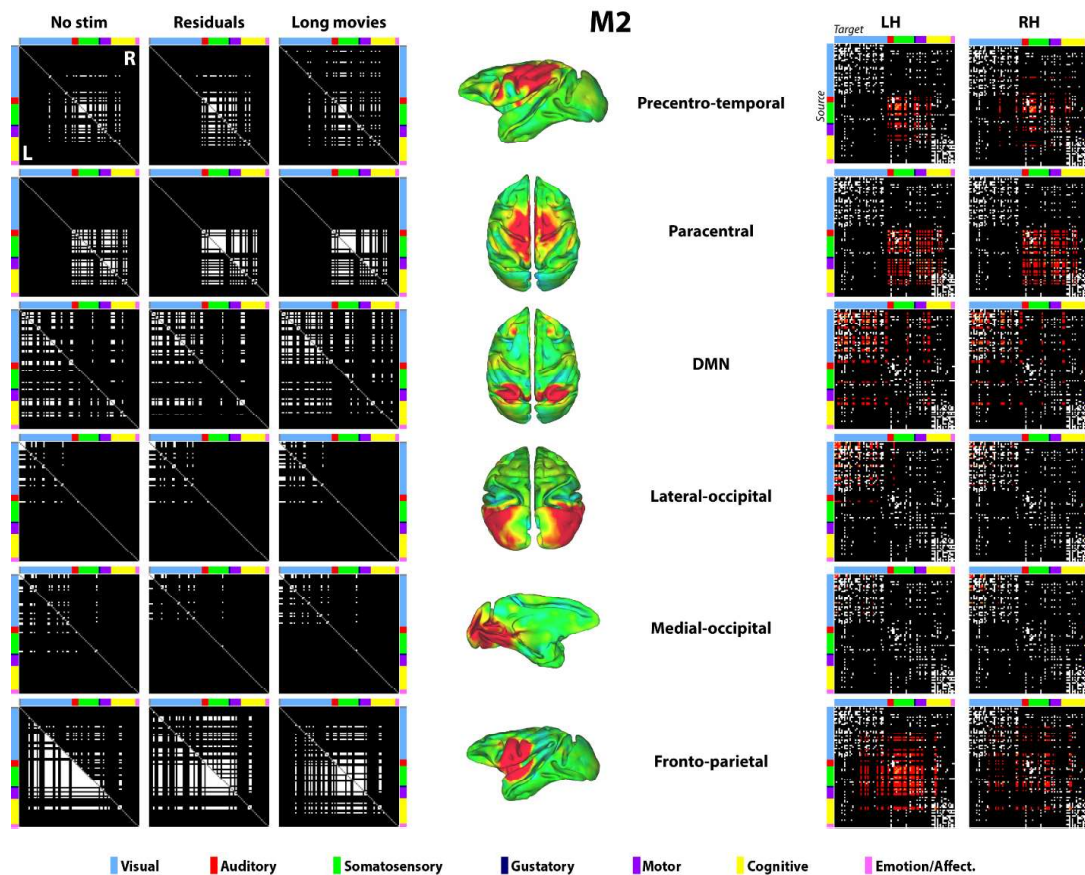 No stim Residuals Long movies M2 LH RH
Target
Source
R
L
Precentro-temporal
Paracentral
DMN
Lateral-occipital
Medial-occipital
Fronto-parietal
Visual Auditory Somatosensory Gustatory Motor Cognitive Emotion/Affect.